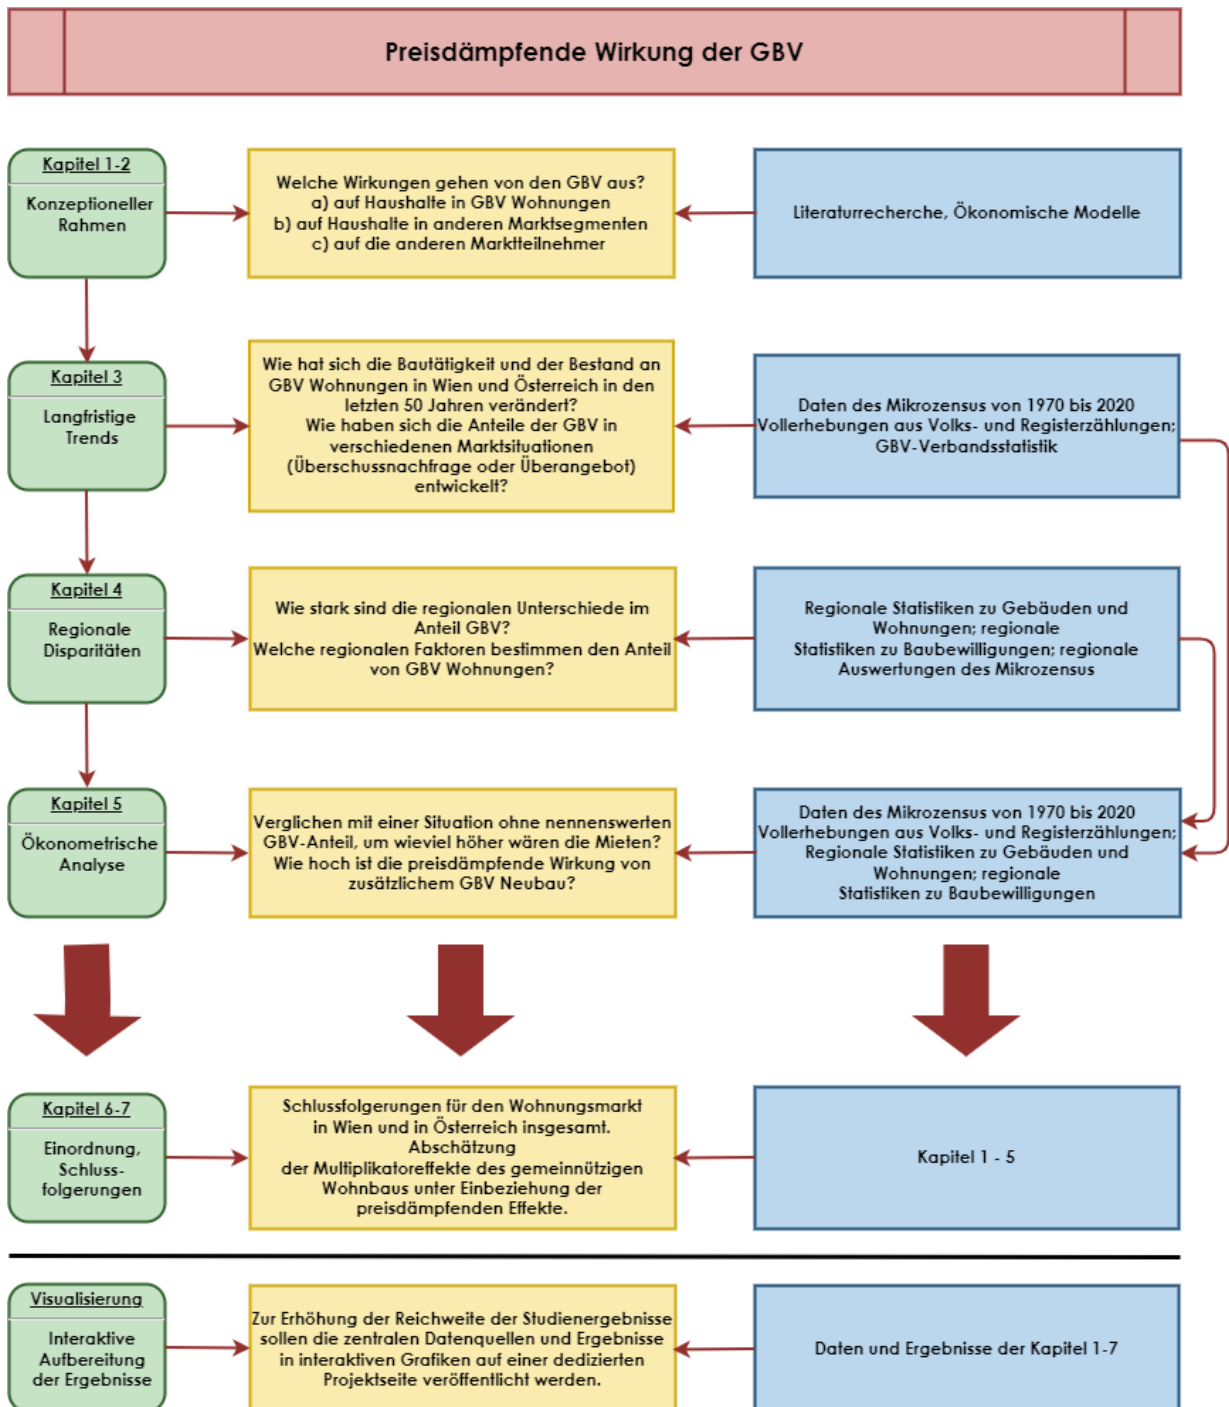 Preisdämpfende Wirkung der GBV
Kapitel 1-2
Konzeptioneller
Rahmen
Welche Wirkungen gehen von den GBV aus?
a) auf Haushalte in GBV Wohnungen
b) auf Haushalte in anderen Marktsegmenten
c) auf die anderen Marktteilnehmer
Literaturrecherche, Ökonomische Modelle
Kapitel 3
Langfristige
Trends
Wie hat sich die Bautätigkeit und der Bestand an
GBV Wohnungen in Wien und Österreich in den
letzten 50 Jahren verändert?
Wie haben sich die Anteile der GBV in
verschiedenen Marktsituationen
(Überschussnachfrage oder Überangebot)
entwickelt?
Daten des Mikrozensus von 1970 bis 2020
Vollerhebungen aus Volks- und Registerzählungen;
GBV-Verbandsstatistik
Kapitel 4
Regionale
Disparitäten
Wie stark sind die regionalen Unterschiede im
Anteil GBV?
Welche regionalen Faktoren bestimmen den Anteil
von GBV Wohnungen?
Regionale Statistiken zu Gebäuden und
Wohnungen; regionale
Statistiken zu Baubewilligungen; regionale
Auswertungen des Mikrozensus
Kapitel 5
Ökonometrische
Analyse
Verglichen mit einer Situation ohne nennenswerten
GBV-Anteil, um wieviel höher wären die Mieten?
Wie hoch ist die preisdämpfende Wirkung von
zusätzlichem GBV Neubau?
Daten des Mikrozensus von 1970 bis 2020
Vollerhebungen aus Volks- und Registerzählungen;
Regionale Statistiken zu Gebäuden und
Wohnungen; regionale
Statistiken zu Baubewilligungen
Kapitel 6-7
Einordnung,
Schluss-
folgerungen
Schlussfolgerungen für den Wohnungsmarkt
in Wien und in Österreich insgesamt.
Abschätzung
der Multiplikatoreffekte des gemeinnützigen
Wohnbaus unter Einbeziehung der
preisdämpfenden Effekte.
Kapitel 1 - 5
Visualisierung
Interaktive
Aufbereitung
der Ergebnisse
Zur Erhöhung der Reichweite der Studienergebnisse
sollen die zentralen Datenquellen und Ergebnisse
in interaktiven Grafiken auf einer dedizierten
Projektseite veröffentlicht werden.
Daten und Ergebnisse der Kapitel 1-7